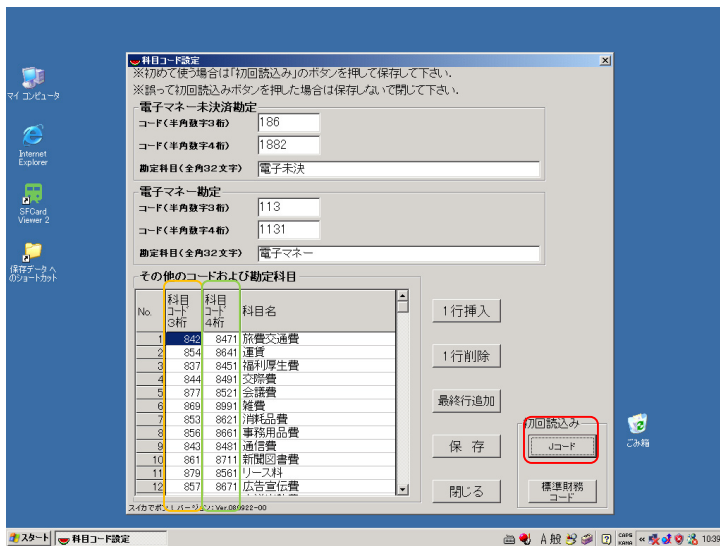 科目コード設定
※初めて使う場合は「初回読込み」のボタンを押して保存して下さい.
※誤って初回読込みボタンを押した場合は保存しないで閉じて下さい.
マイ コンピュータ
Internet
Explorer
SFCard
Viewer 2
保存データ へ
のショートカット
電子マネー未決済勘定
コード(半角数字3桁) 186
コード(半角数字4桁) 1882
勘定科目(全角32文字) 電子未決
電子マネー勘定
コード(半角数字3桁) 113
コード(半角数字4桁) 1131
勘定科目(全角32文字) 電子マネー
その他のコードおよび勘定科目
No. 科目コード3桁 科目コード4桁 科目名
1 842 8471 旅費交通費
2 854 8641 運賃
3 837 8451 福利厚生費
4 844 8491 交際費
5 877 8521 会議費
6 869 8991 雑費
7 853 8621 消耗品費
8 856 8661 事務用品費
9 843 8481 通信費
10 861 8711 新聞図書費
11 879 8561 リース料
12 857 8671 広告宣伝費
1行挿入
1行削除
最終行追加
保 存
閉じる
初回読込み
Jコード
標準財務
コード
ごみ箱
スイカでポン! バージョン: Ver.080922-00
スタート
科目コード設定
A 般
CAPS
KANA
10:39